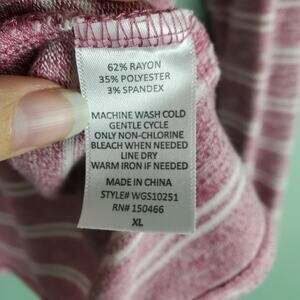 62% RAYON
35% POLYESTER
3% SPANDEX
MACHINE WASH COLD
GENTLE CYCLE
ONLY NON-CHLORINE
BLEACH WHEN NEEDED
LINE DRY
WARM IRON IF NEEDED
MADE IN CHINA
STYLE# WGS10251
RN# 150466
XL